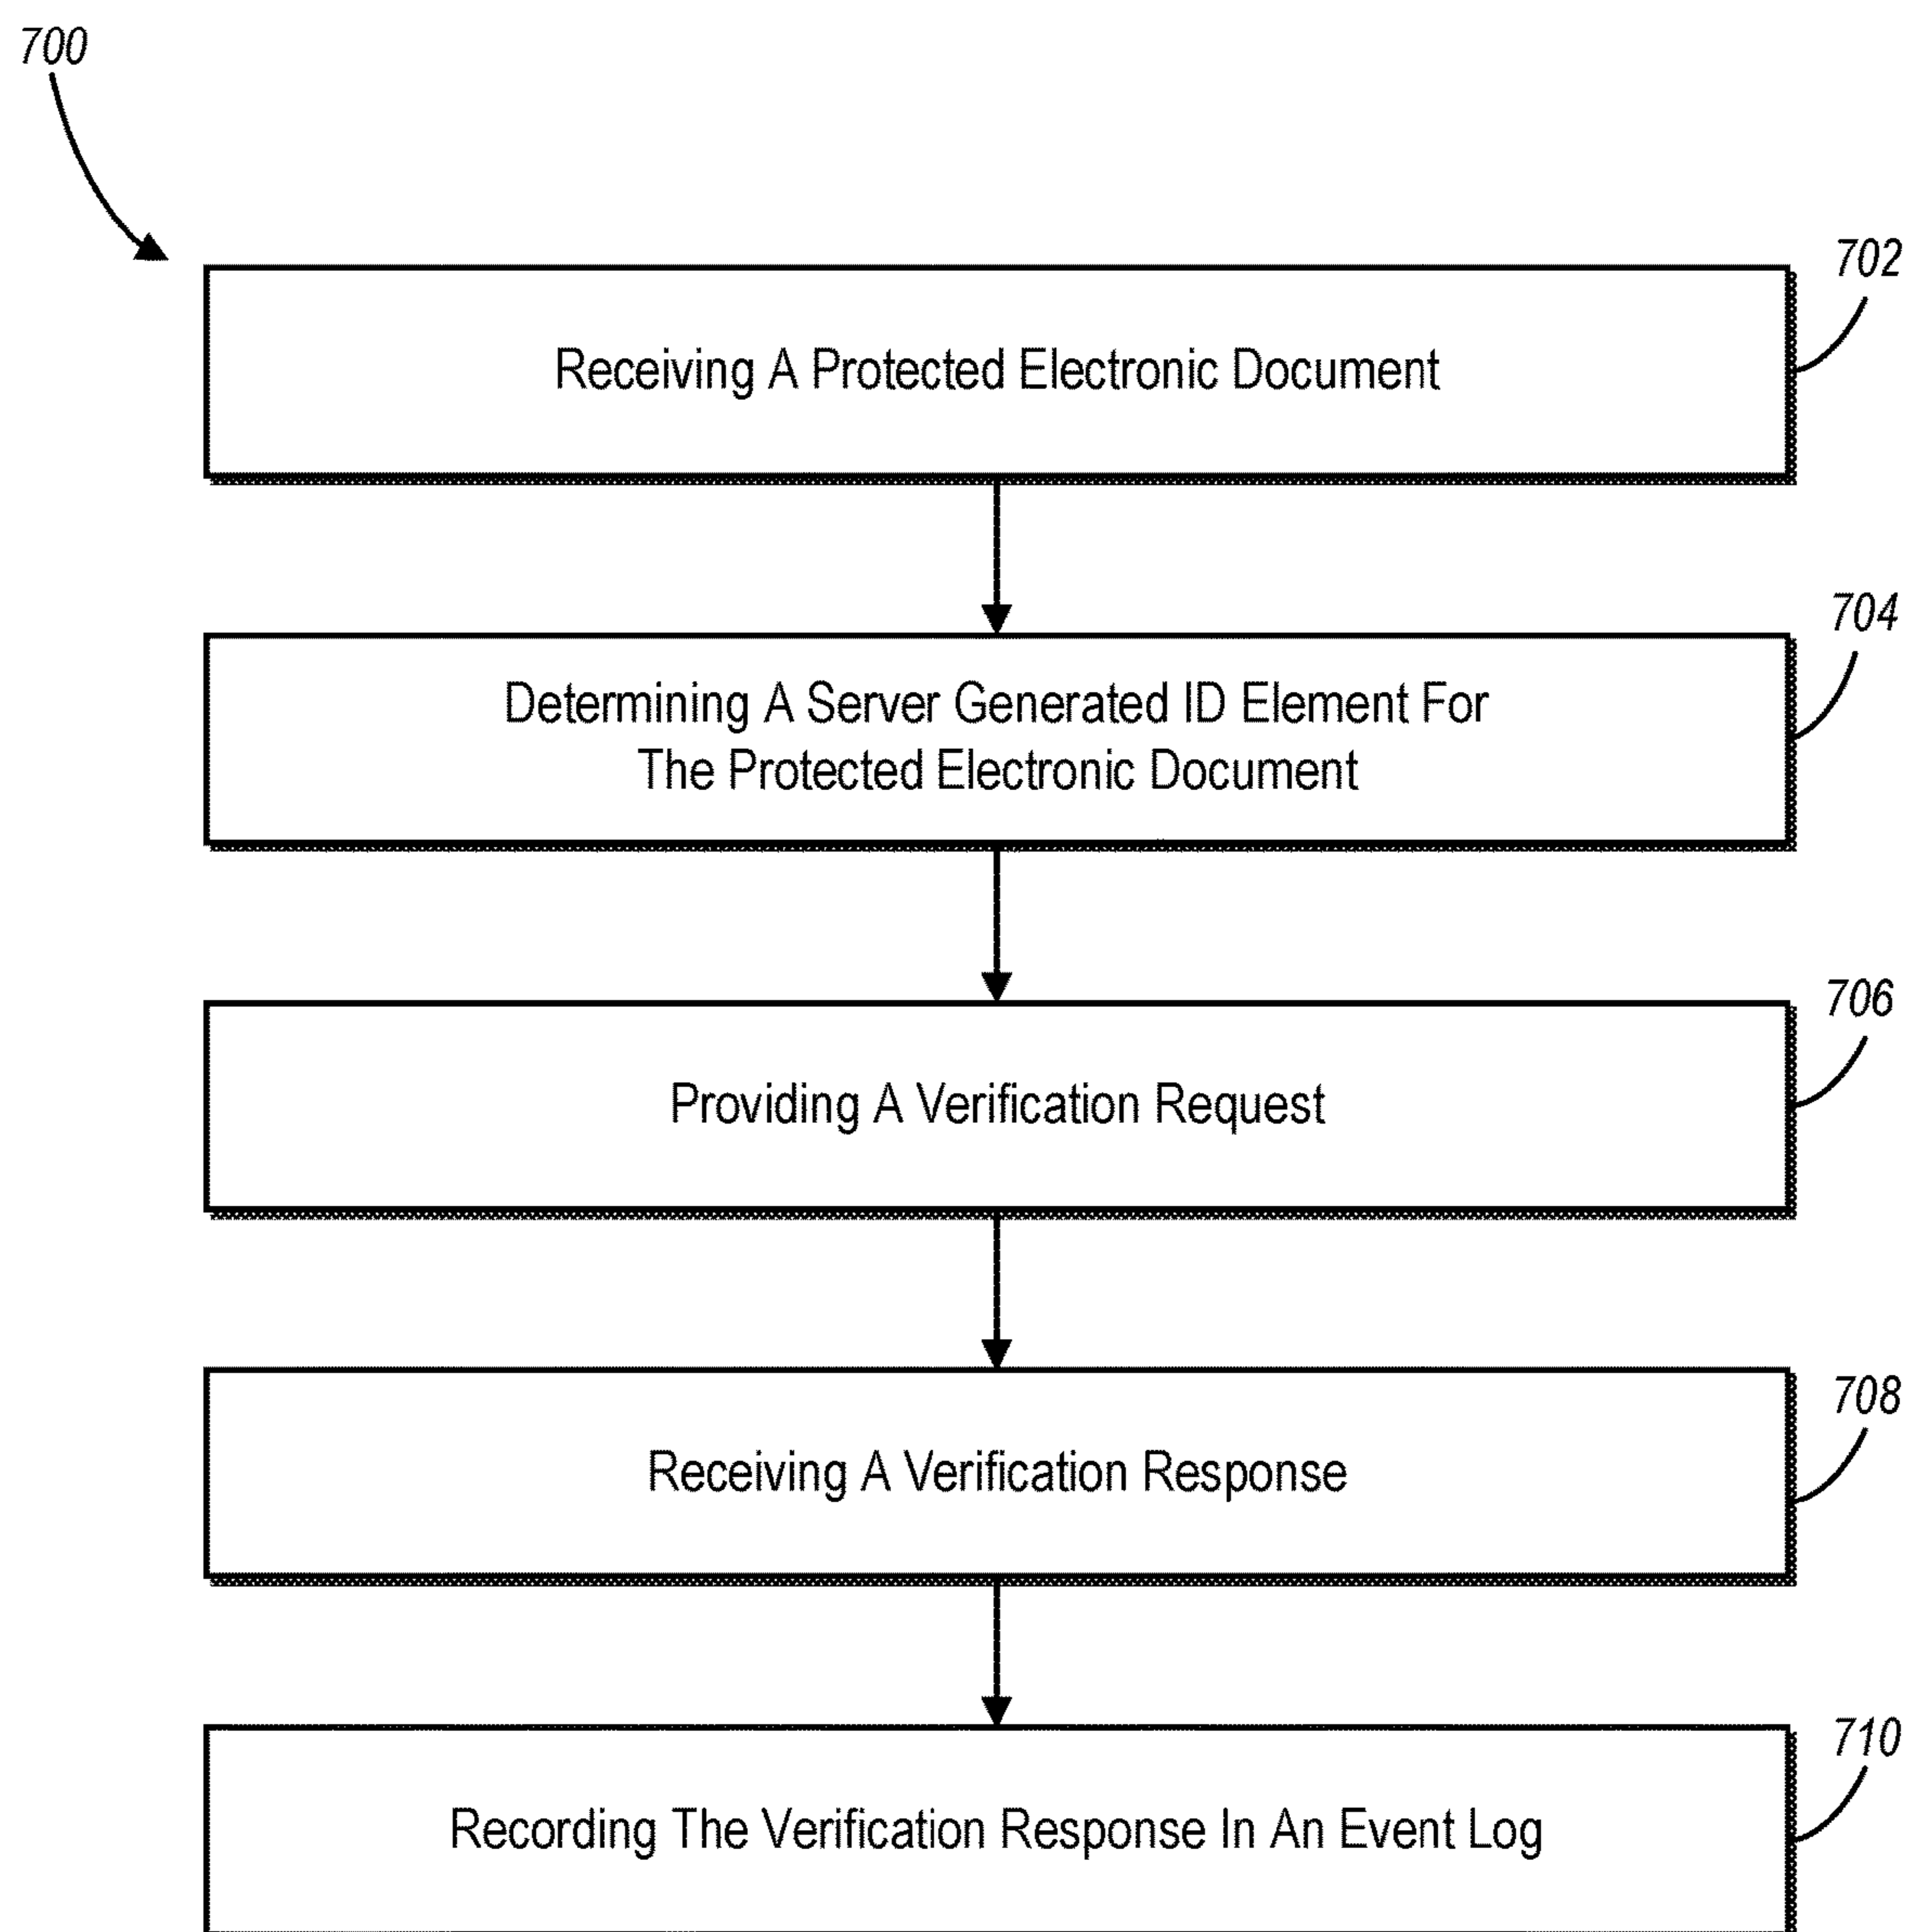 700
702
Receiving A Protected Electronic Document
704
Determining A Server Generated ID Element For
The Protected Electronic Document
706
Providing A Verification Request
708
Receiving A Verification Response
710
Recording The Verification Response In An Event Log